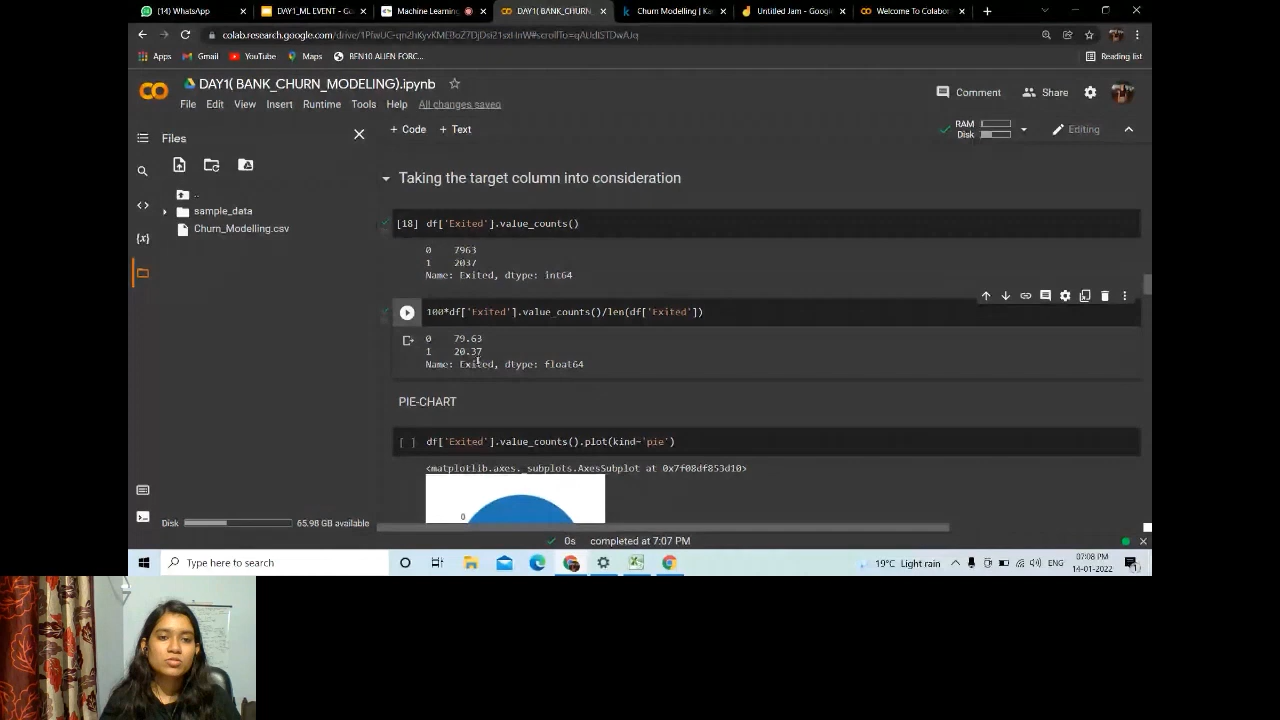 (14) WhatsApp
DAY1_ML EVENT - G
Machine Learning
DAY1( BANK_CHURN
Churn Modelling | Ka
Untitled Jam - Google
Welcome To Colabor
Apps
Gmail
YouTube
Maps
BEN10 ALIEN FORC...
Reading list
DAY1( BANK_CHURN_MODELING).ipynb
File Edit View Insert Runtime Tools Help All changes saved
Comment
Share
Files
+ Code + Text
RAM
Disk
Editing
..
sample_data
Churn_Modelling.csv
Taking the target column into consideration
[18] df['Exited'].value_counts()
0 7963
1 2037
Name: Exited, dtype: int64
100*df['Exited'].value_counts()/len(df['Exited'])
0 79.63
1 20.37
Name: Exited, dtype: float64
PIE-CHART
[ ] df['Exited'].value_counts().plot(kind='pie')
<matplotlib.axes._subplots.AxesSubplot at 0x7f08df853d10>
0
Disk
65.98 GB available
0s completed at 7:07 PM
Type here to search
19°C Light rain
ENG
07:08 PM
14-01-2022